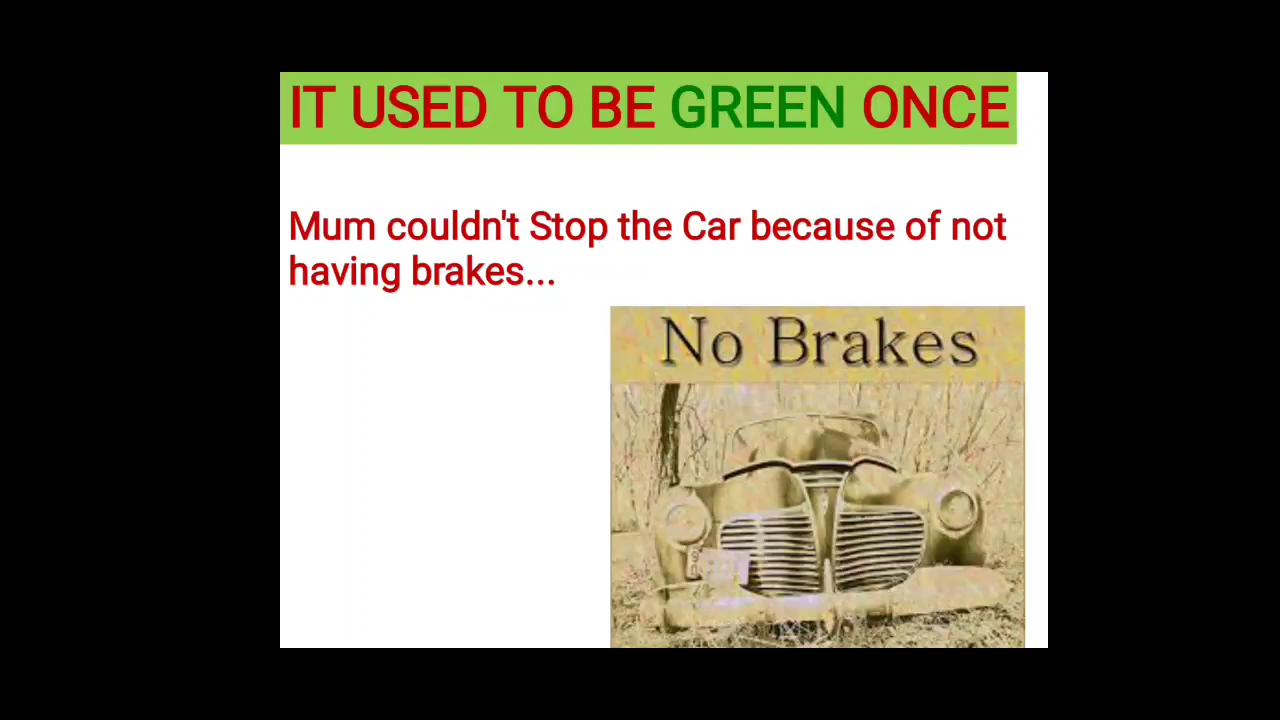 IT USED TO BE GREEN ONCE
Mum couldn't Stop the Car because of not
having brakes...
No Brakes